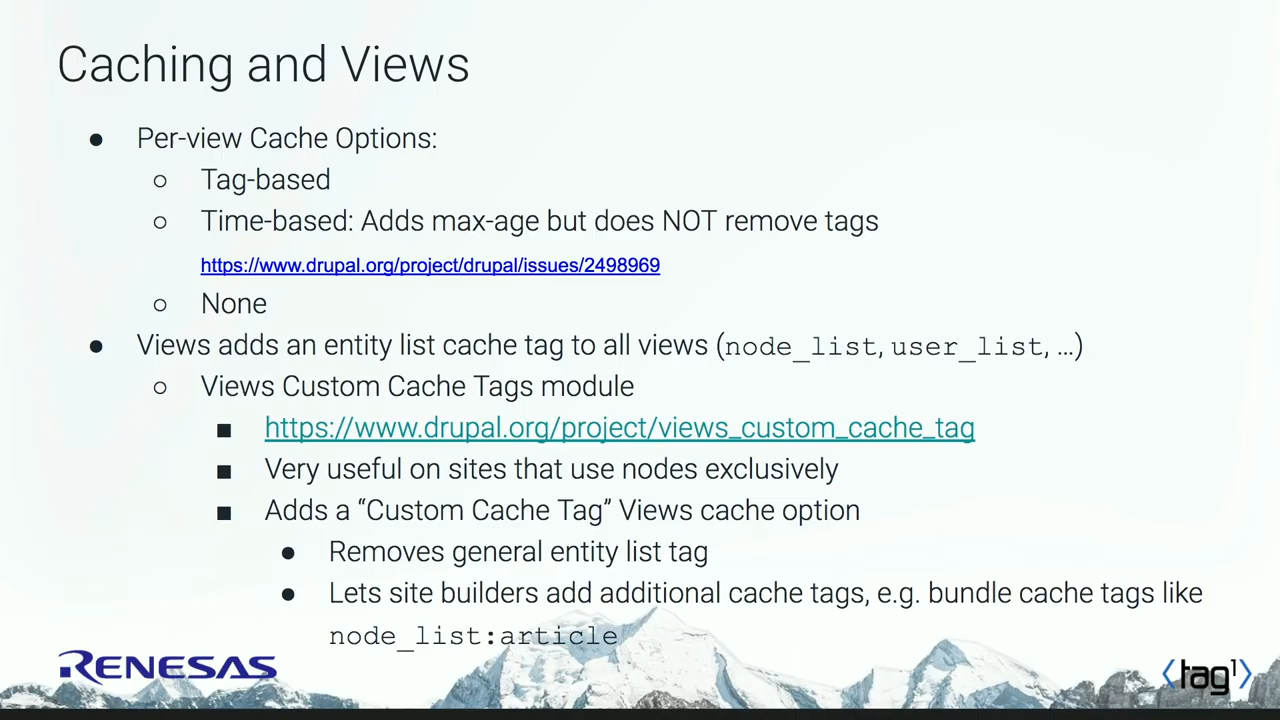 Caching and Views
● Per-view Cache Options:
○ Tag-based
○ Time-based: Adds max-age but does NOT remove tags
https://www.drupal.org/project/drupal/issues/2498969
○ None
● Views adds an entity list cache tag to all views (node_list, user_list, …)
○ Views Custom Cache Tags module
■ https://www.drupal.org/project/views_custom_cache_tag
■ Very useful on sites that use nodes exclusively
■ Adds a “Custom Cache Tag” Views cache option
● Removes general entity list tag
● Lets site builders add additional cache tags, e.g. bundle cache tags like
node_list:article
RENESAS
⟨tag1⟩